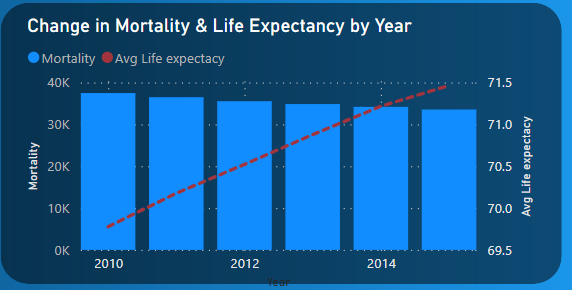 Change in Mortality & Life Expectancy by Year
Mortality Avg Life expectacy
40K
30K
20K
10K
0K
Mortality
71.5
71.0
70.5
70.0
69.5
Avg Life expectacy
2010 2012 2014
Year